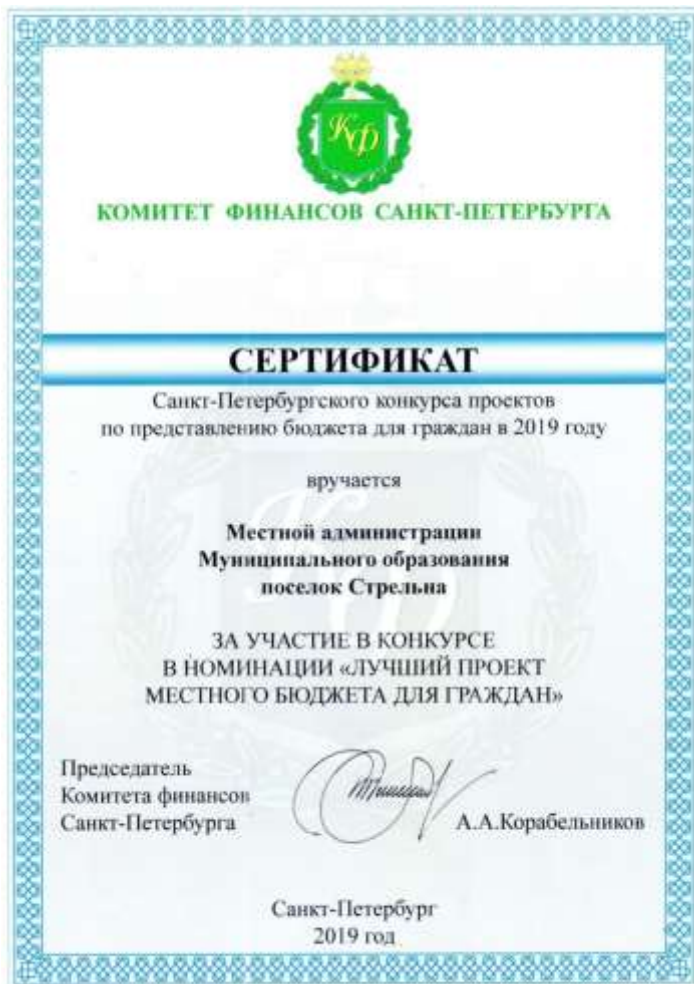 КФ
КОМИТЕТ ФИНАНСОВ САНКТ-ПЕТЕРБУРГА
СЕРТИФИКАТ
Санкт-Петербургского конкурса проектов
по представлению бюджета для граждан в 2019 году
вручается
Местной администрации
Муниципального образования
поселок Стрельна
ЗА УЧАСТИЕ В КОНКУРСЕ
В НОМИНАЦИИ «ЛУЧШИЙ ПРОЕКТ
МЕСТНОГО БЮДЖЕТА ДЛЯ ГРАЖДАН»
Председатель
Комитета финансов
Санкт-Петербурга А.А.Корабельников
Санкт-Петербург
2019 год